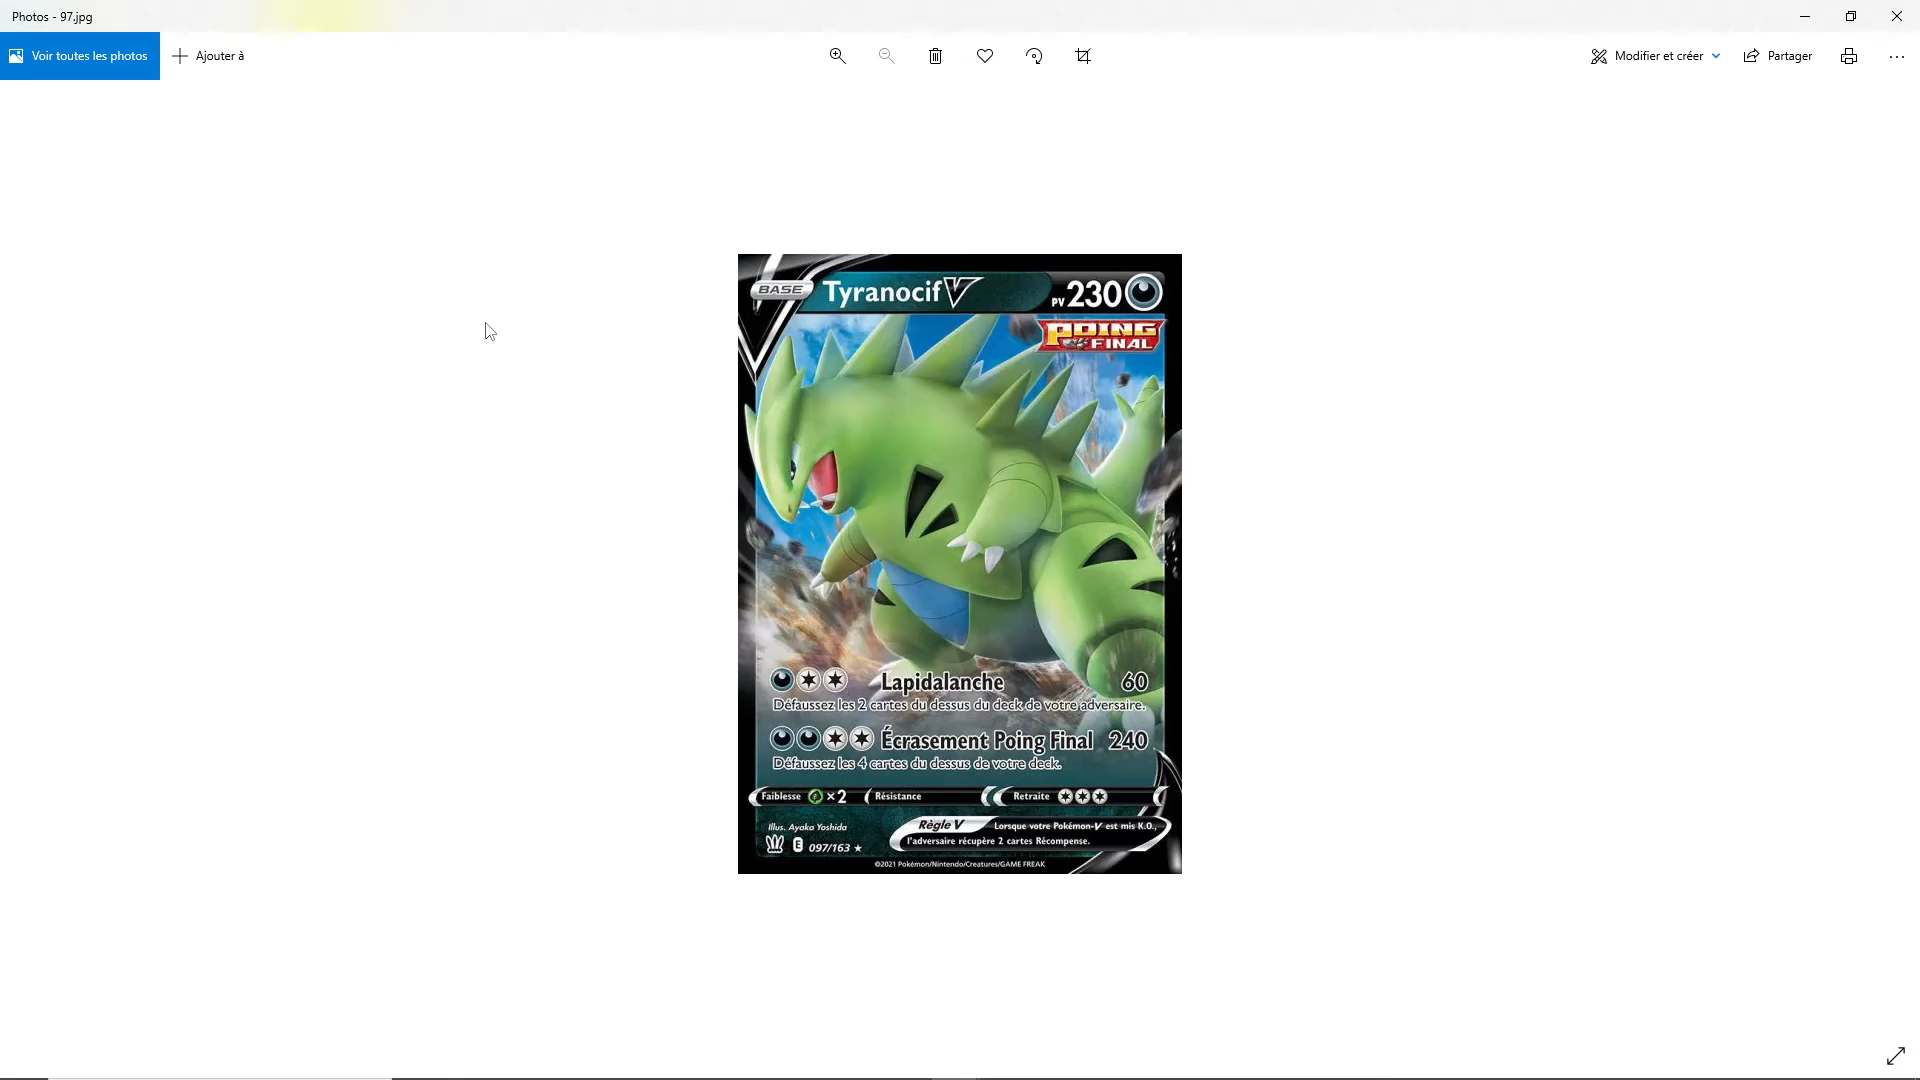 Photos - 97.jpg
Voir toutes les photos
Ajouter à
Modifier et créer
Partager
BASE
Tyranocif V
PV 230
POING FINAL
Lapidalanche 60
Défaussez les 2 cartes du dessus du deck de votre adversaire.
Écrasement Poing Final 240
Défaussez les 4 cartes du dessus de votre deck.
Faiblesse ×2 Résistance Retraite
Illus. Ayaka Yoshida
E 097/163 ★
Règle V Lorsque votre Pokémon-V est mis K.O.,
l'adversaire récupère 2 cartes Récompense.
©2021 Pokémon/Nintendo/Creatures/GAME FREAK